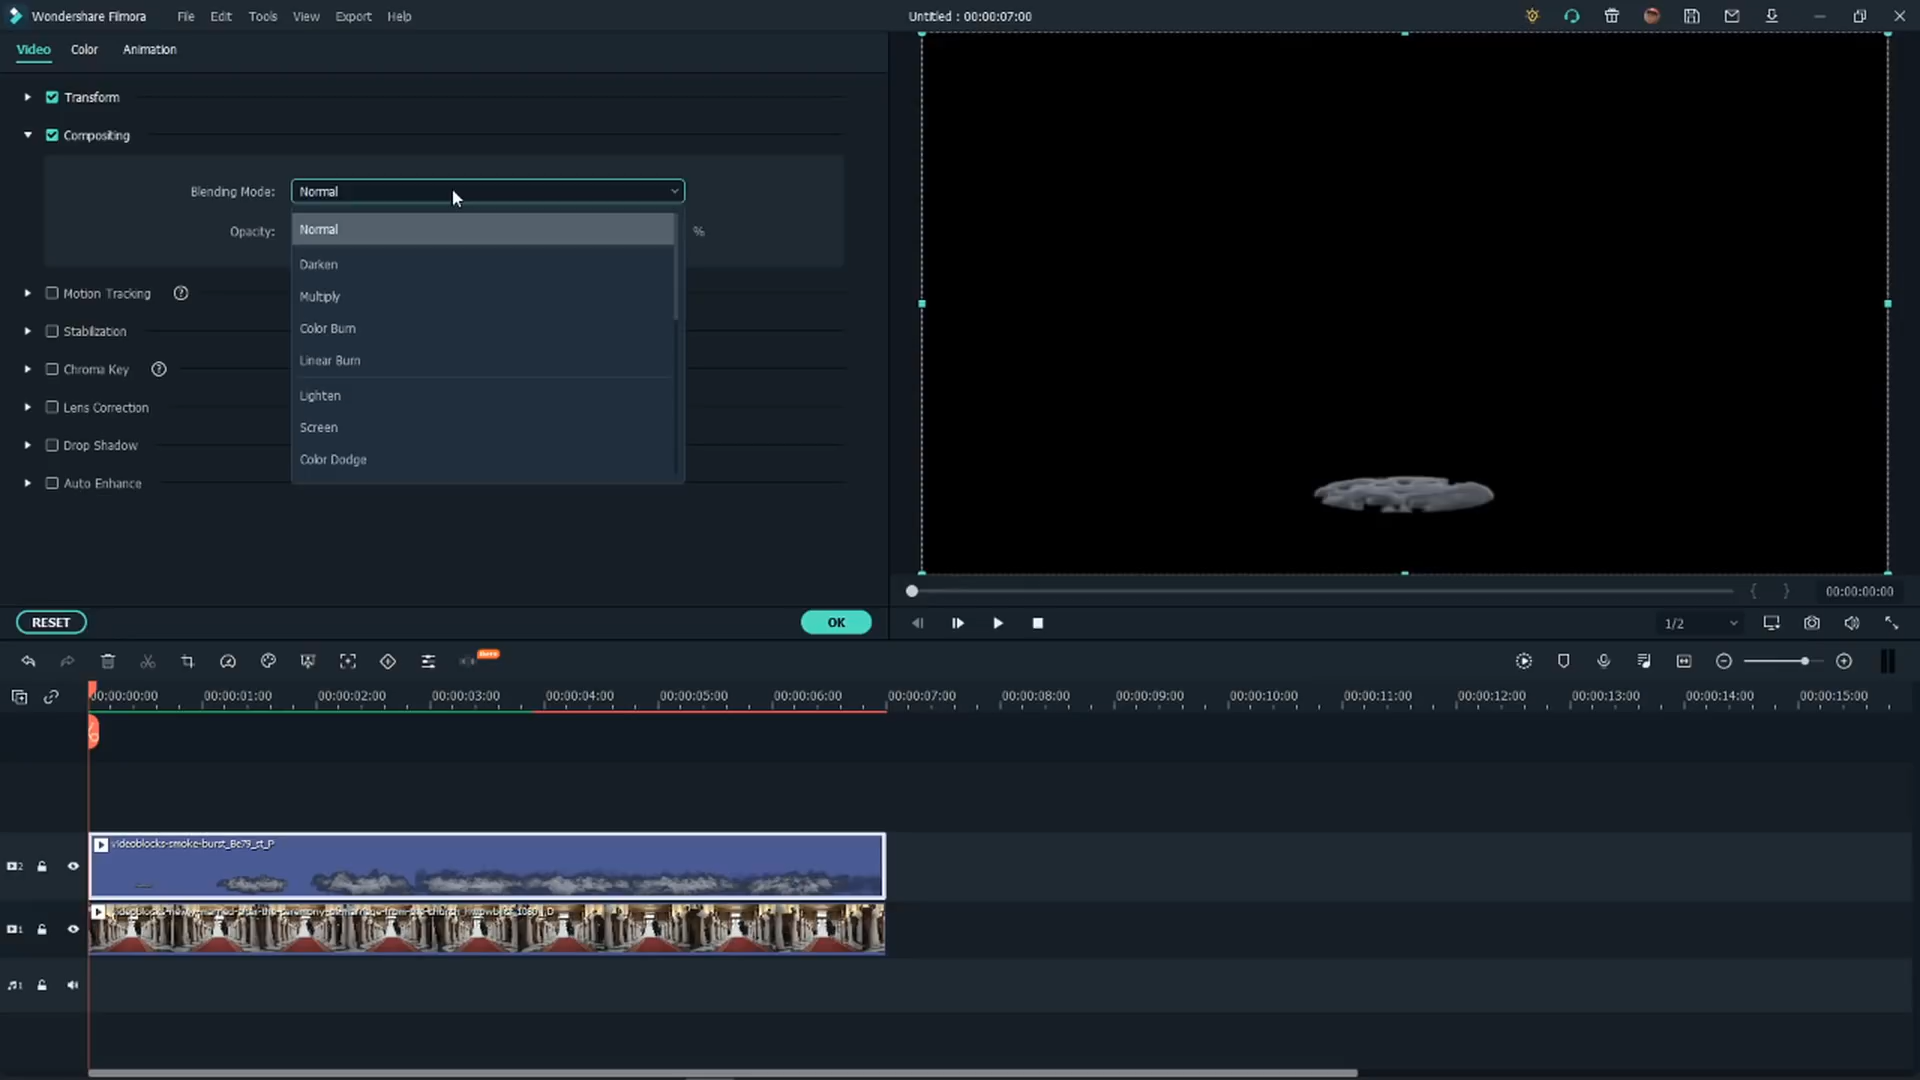 Wondershare Filmora File Edit Tools View Export Help Untitled : 00:00:07:00
Video Color Animation
Transform
Compositing
Blending Mode: Normal
Opacity: %
Normal
Darken
Multiply
Color Burn
Linear Burn
Lighten
Screen
Color Dodge
Motion Tracking
Stabilization
Chroma Key
Lens Correction
Drop Shadow
Auto Enhance
00:00:00:00
RESET OK 1/2
00:00:00:00 00:00:01:00 00:00:02:00 00:00:03:00 00:00:04:00 00:00:05:00 00:00:06:00 00:00:07:00 00:00:08:00 00:00:09:00 00:00:10:00 00:00:11:00 00:00:12:00 00:00:13:00 00:00:14:00 00:00:15:00
videoblocks-smoke-burst_Be79_st_P
2
1
1